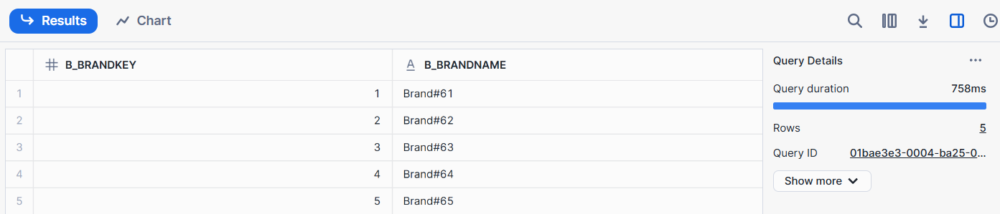 Results Chart
B_BRANDKEY B_BRANDNAME
1 1 Brand#61
2 2 Brand#62
3 3 Brand#63
4 4 Brand#64
5 5 Brand#65
Query Details
Query duration 758ms
Rows 5
Query ID 01bae3e3-0004-ba25-0...
Show more